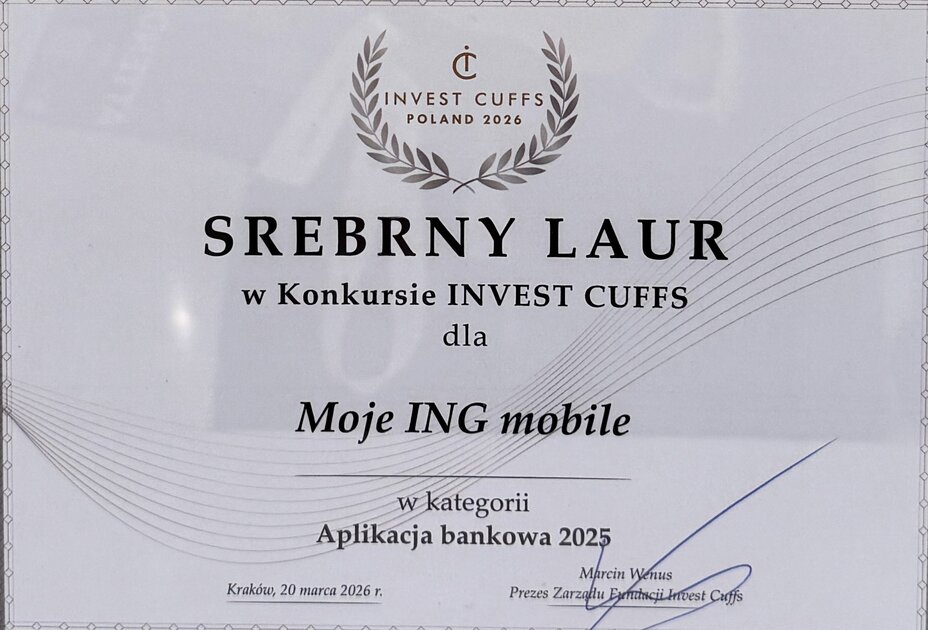 INVEST CUFFS
POLAND 2026
SREBRNY LAUR
w Konkursie INVEST CUFFS
dla
Moje ING mobile
w kategorii
Aplikacja bankowa 2025
Kraków, 20 marca 2026 r.
Marcin Wenus
Prezes Zarządu Fundacji Invest Cuffs